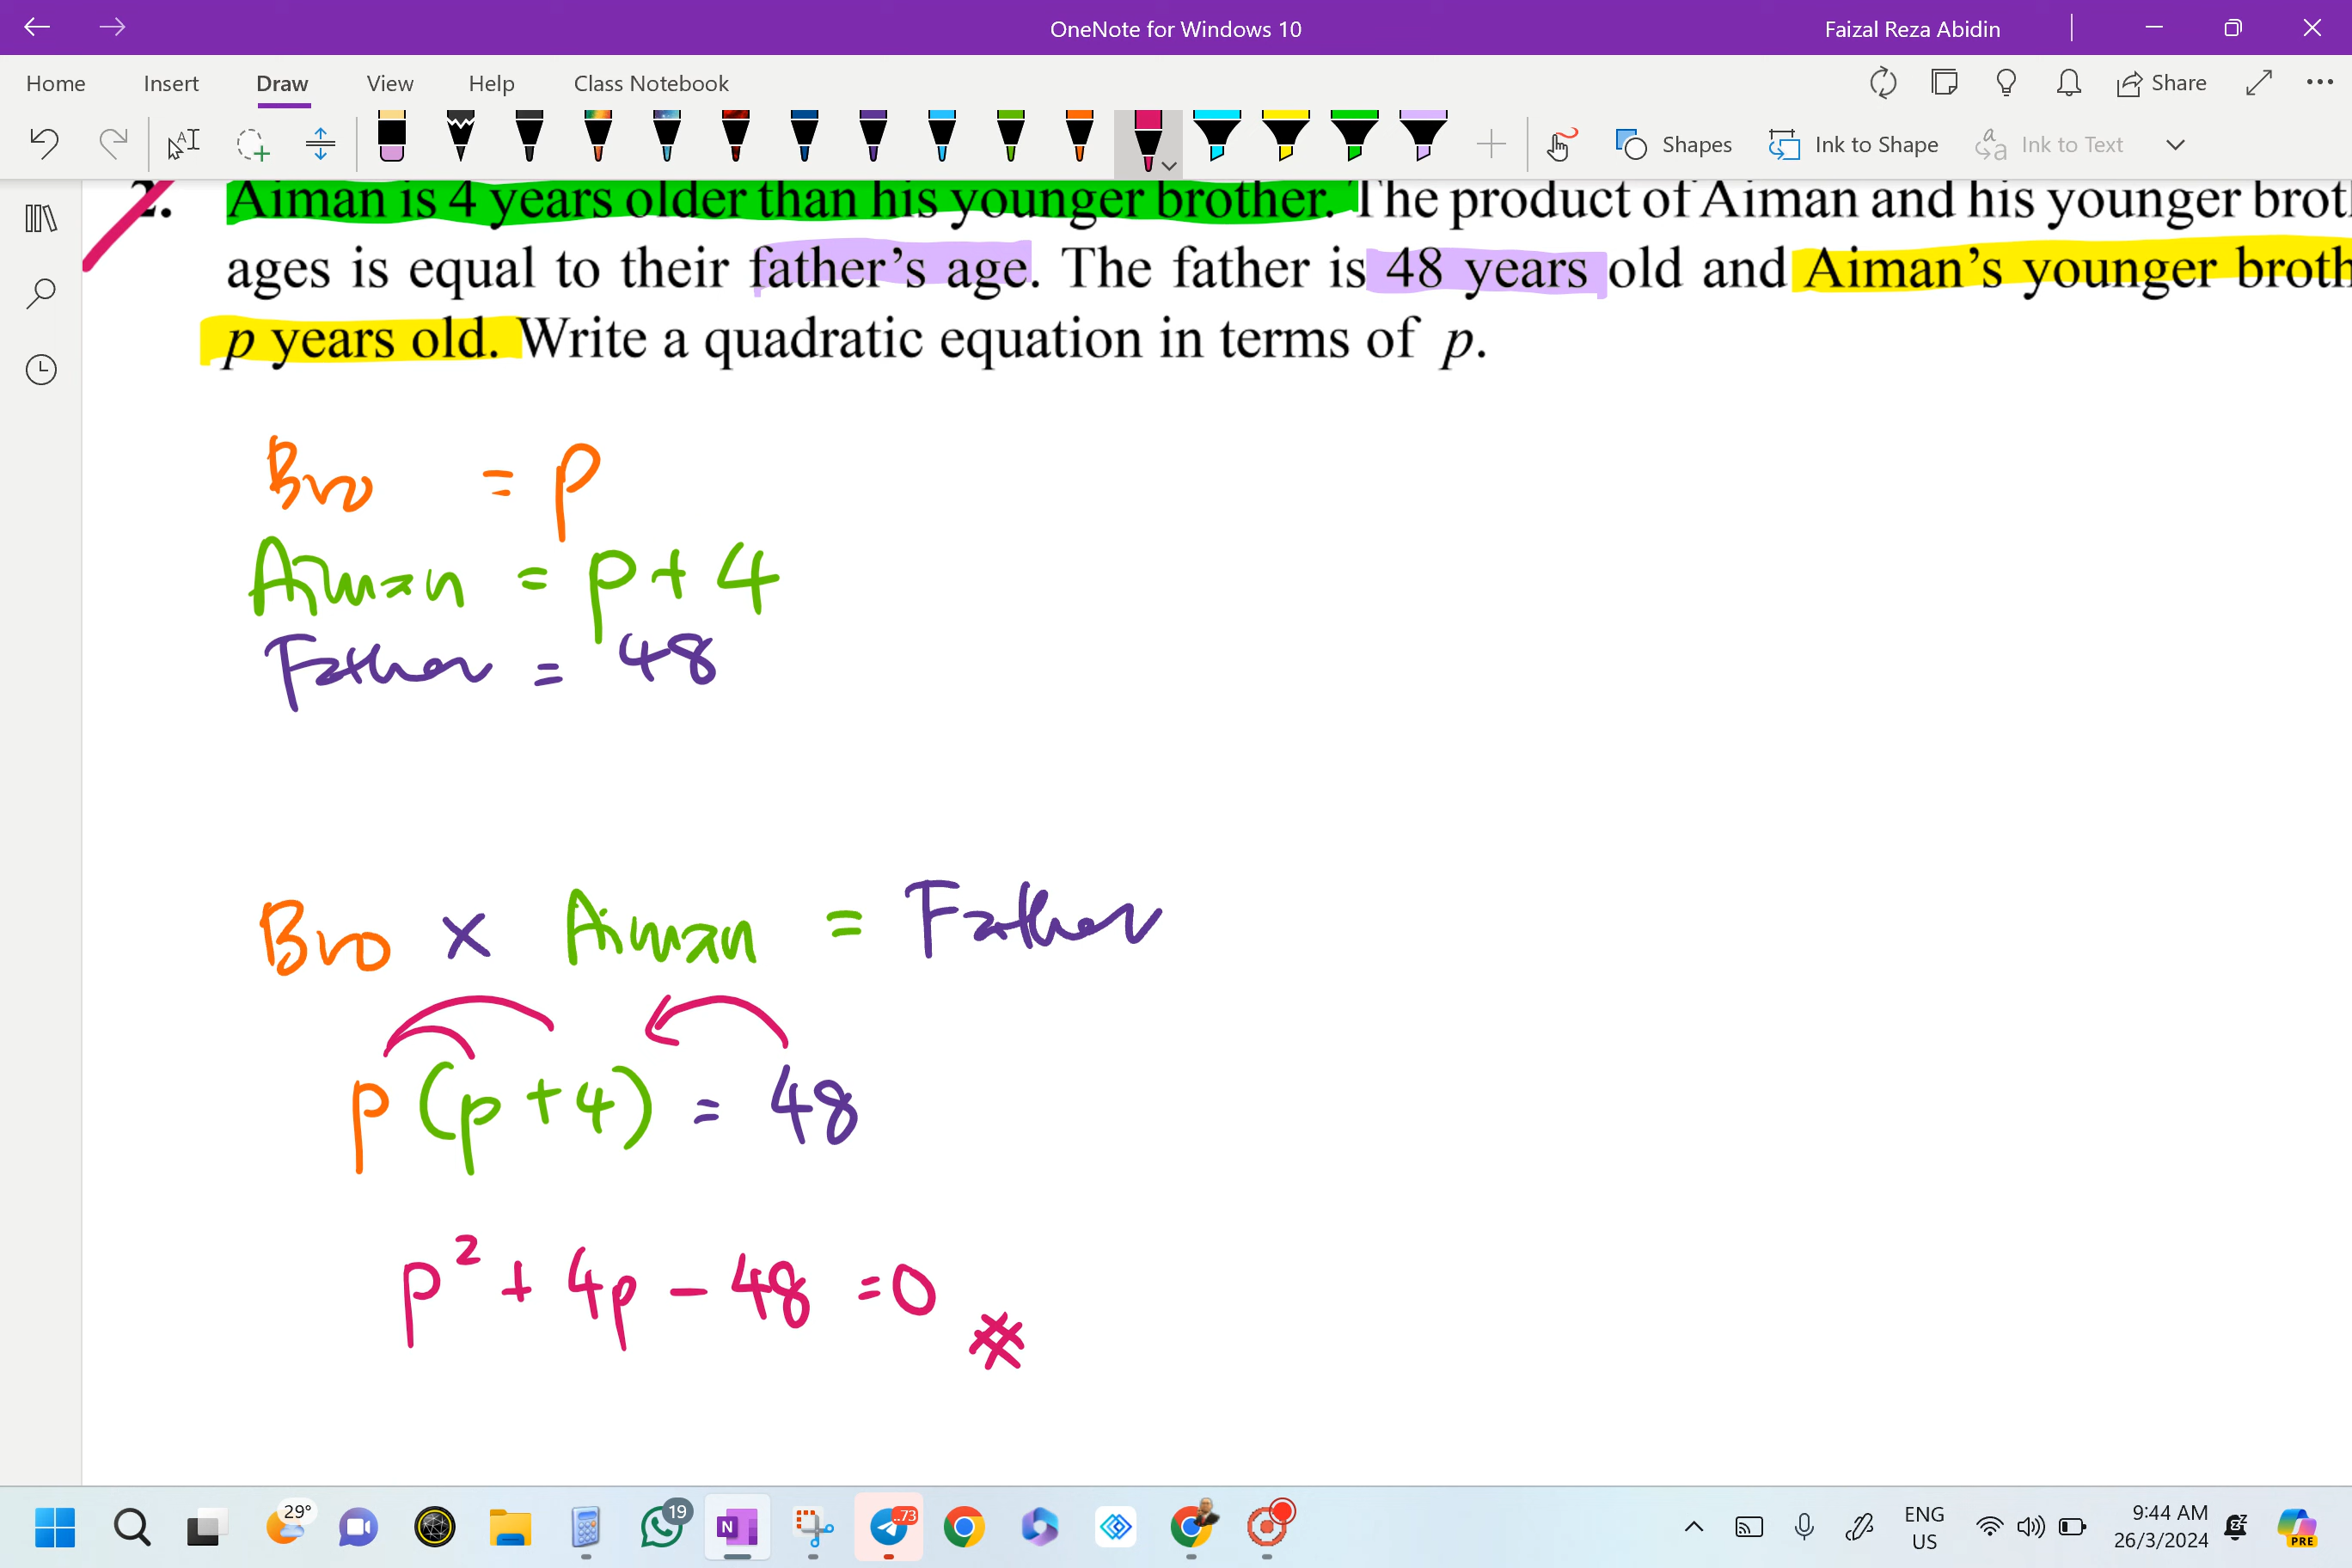 OneNote for Windows 10
Faizal Reza Abidin
Home Insert Draw View Help Class Notebook Share
Shapes Ink to Shape Ink to Text
2. Aiman is 4 years older than his younger brother. The product of Aiman and his younger brot
ages is equal to their father's age. The father is 48 years old and Aiman's younger broth
p years old. Write a quadratic equation in terms of p.
Bro = p
Aiman = p + 4
Father = 48
Bro × Aiman = Father
p (p + 4) = 48
p² + 4p − 48 = 0 #
29° 19 ..73 ENG 9:44 AM
US 26/3/2024 PRE